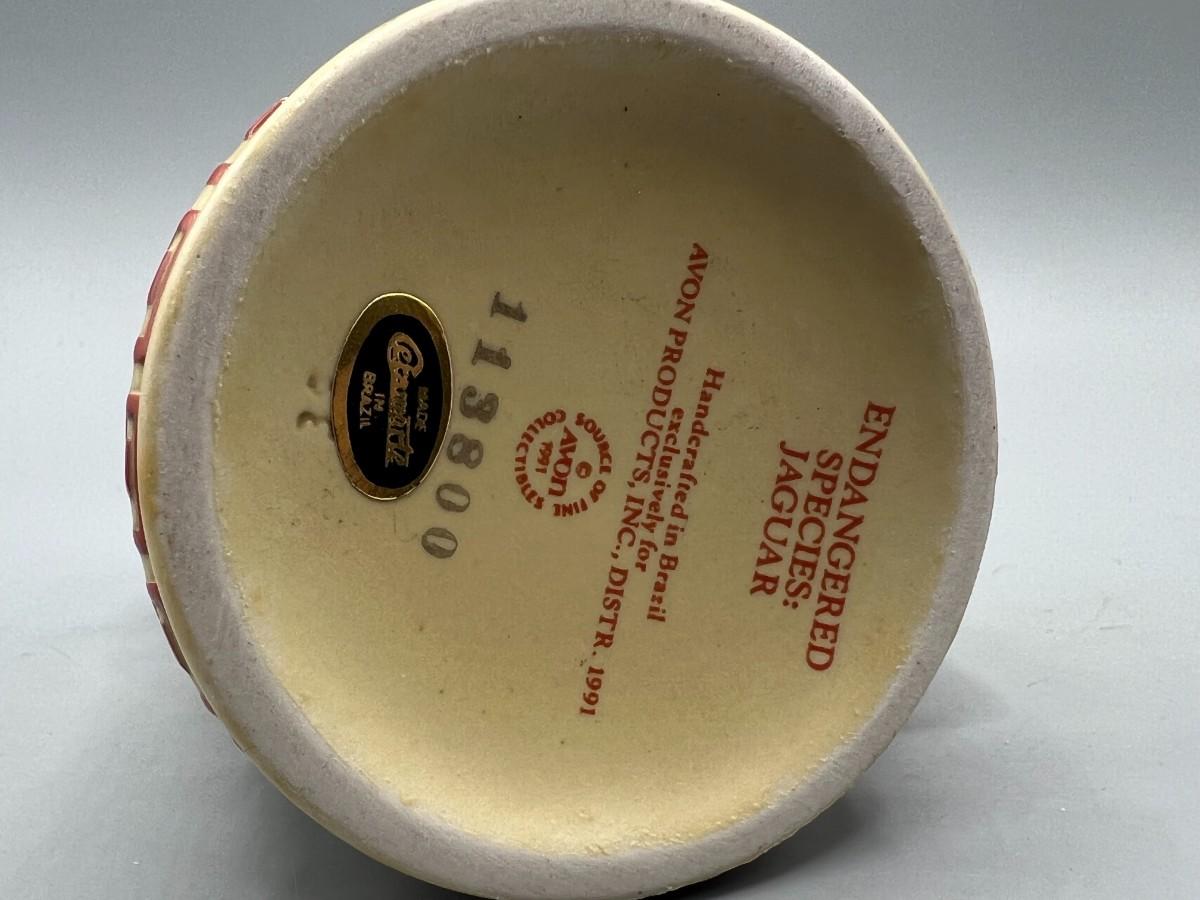 ENDANGERED
SPECIES:
JAGUAR
Handcrafted in Brazil
exclusively for
AVON PRODUCTS, INC., DISTR. 1991
SOURCE OF FINE COLLECTIBLES
©
AVON
1991
113800
MADE
Ceramarte
IN
BRAZIL